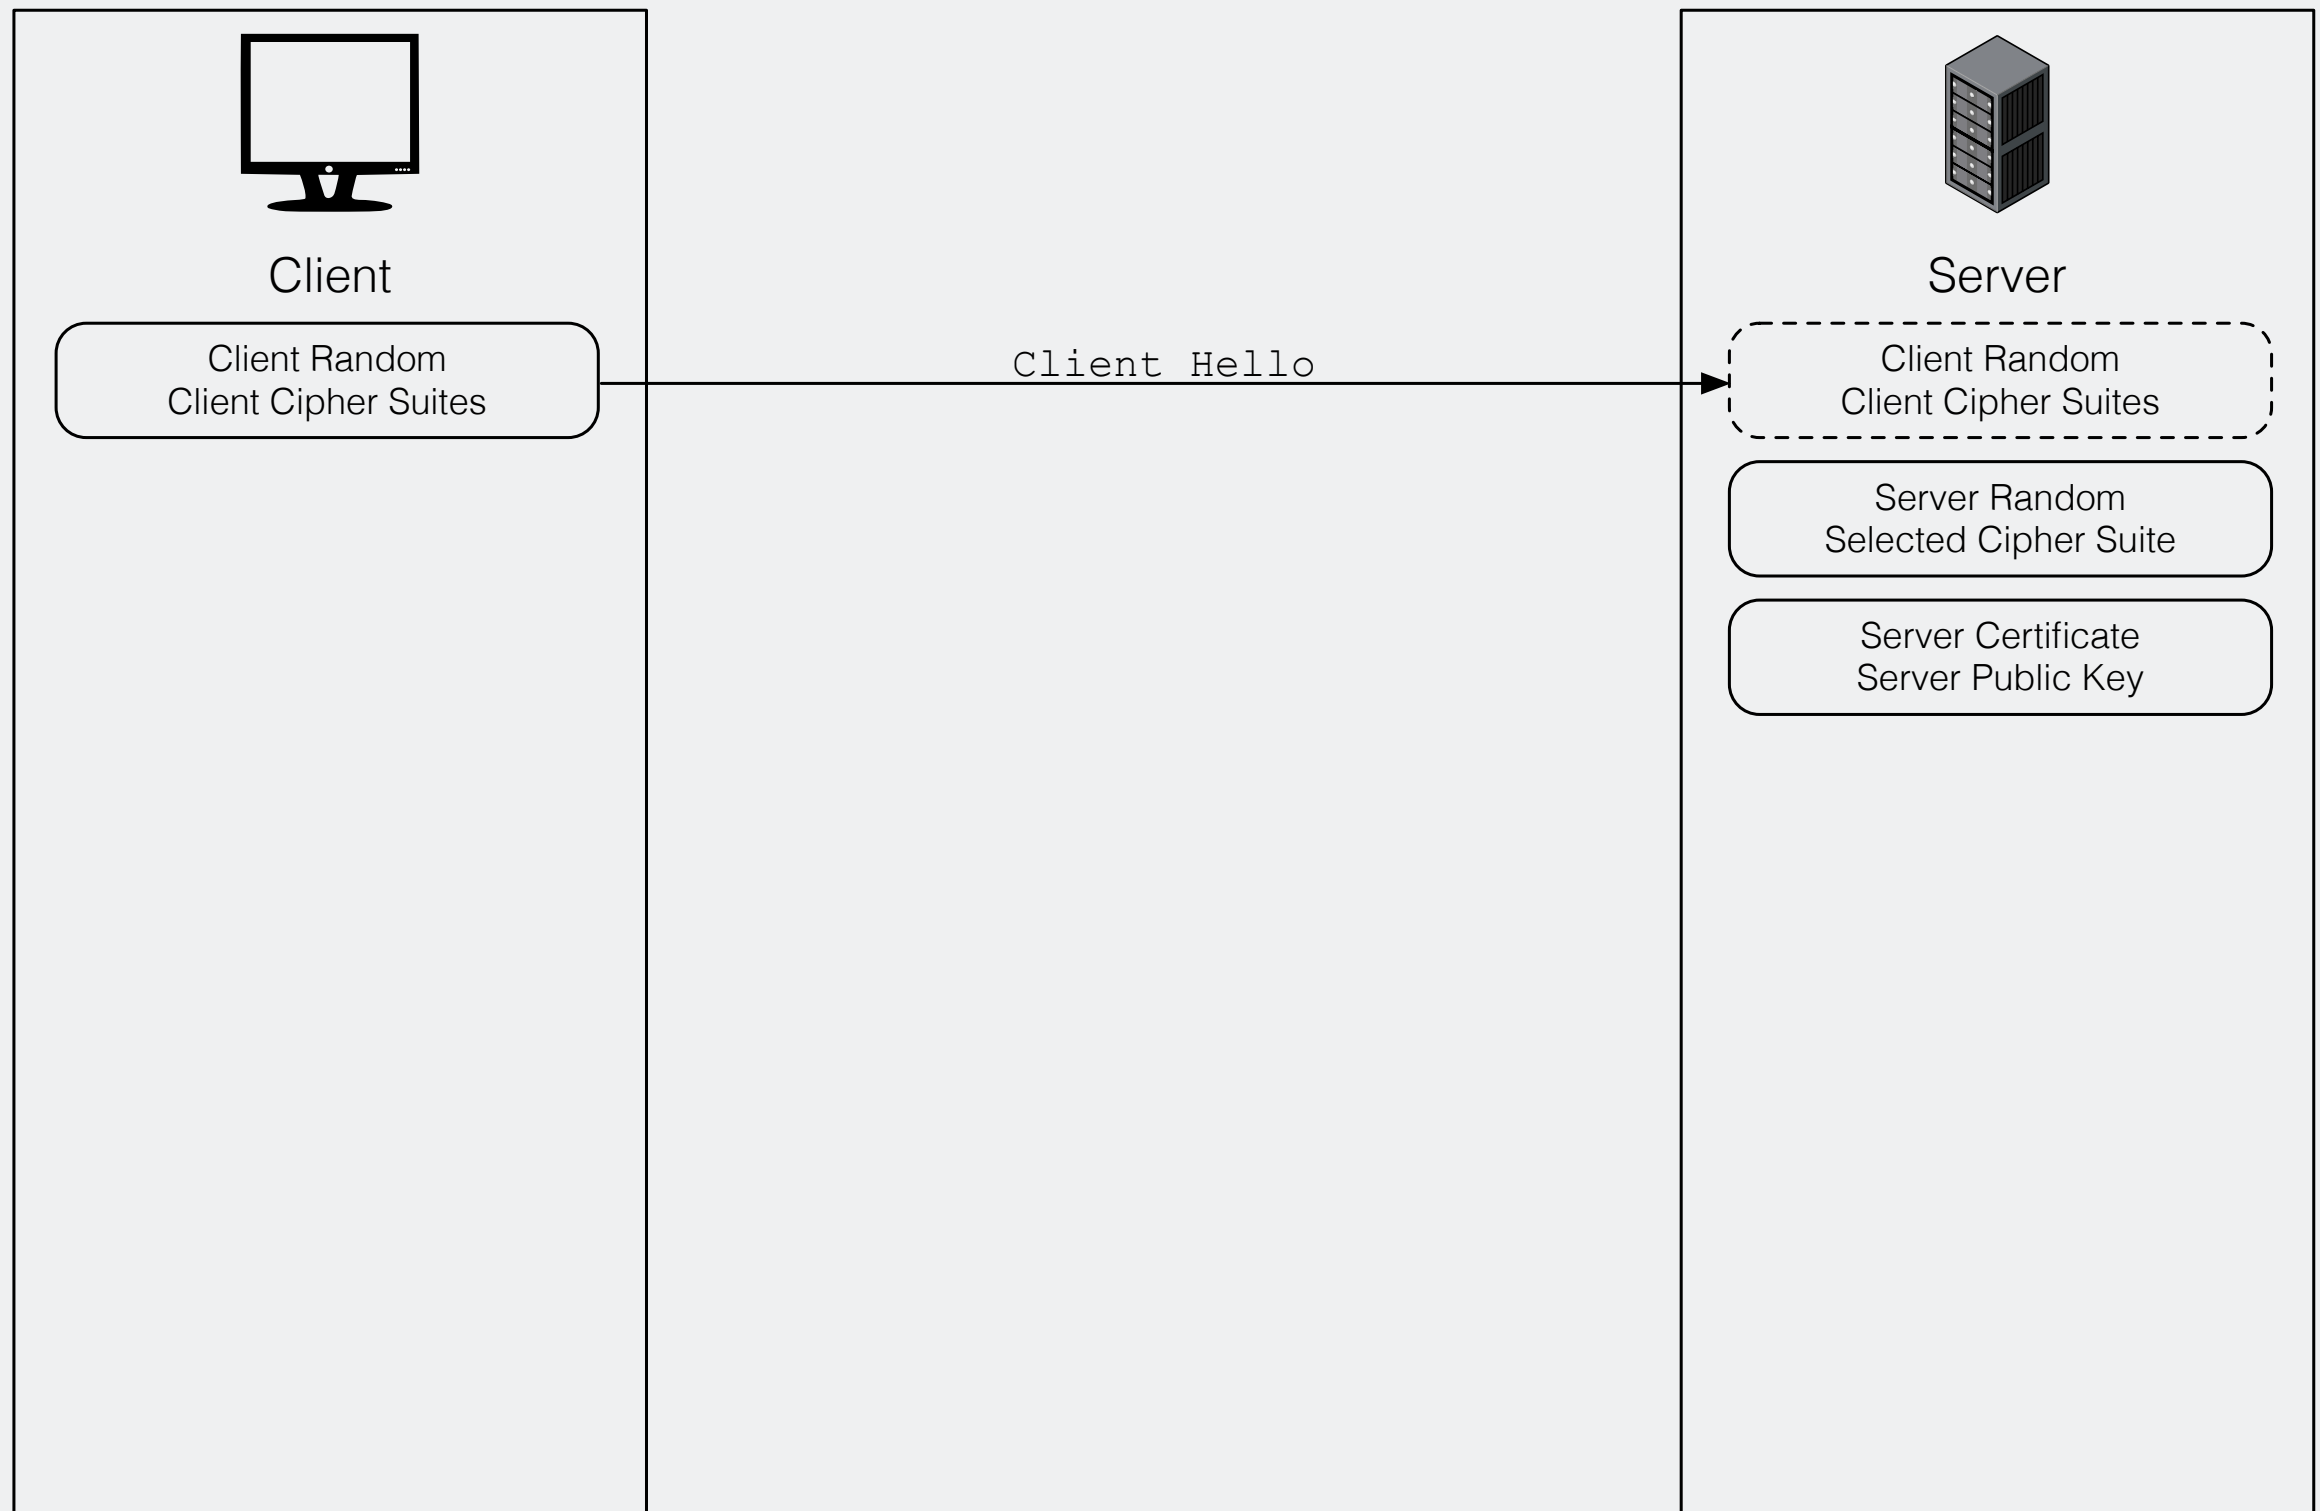 Client
Server
Client Random
Client Cipher Suites
Client Hello
Client Random
Client Cipher Suites
Server Random
Selected Cipher Suite
Server Certificate
Server Public Key